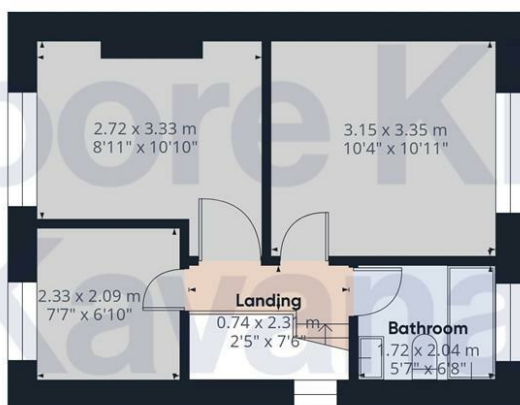 2.72 x 3.33 m
8'11" x 10'10"
3.15 x 3.35 m
10'4" x 10'11"
2.33 x 2.09 m
7'7" x 6'10"
Landing
0.74 x 2.31 m
2'5" x 7'6"
Bathroom
1.72 x 2.04 m
5'7" x 6'8"
oore K
Kavana